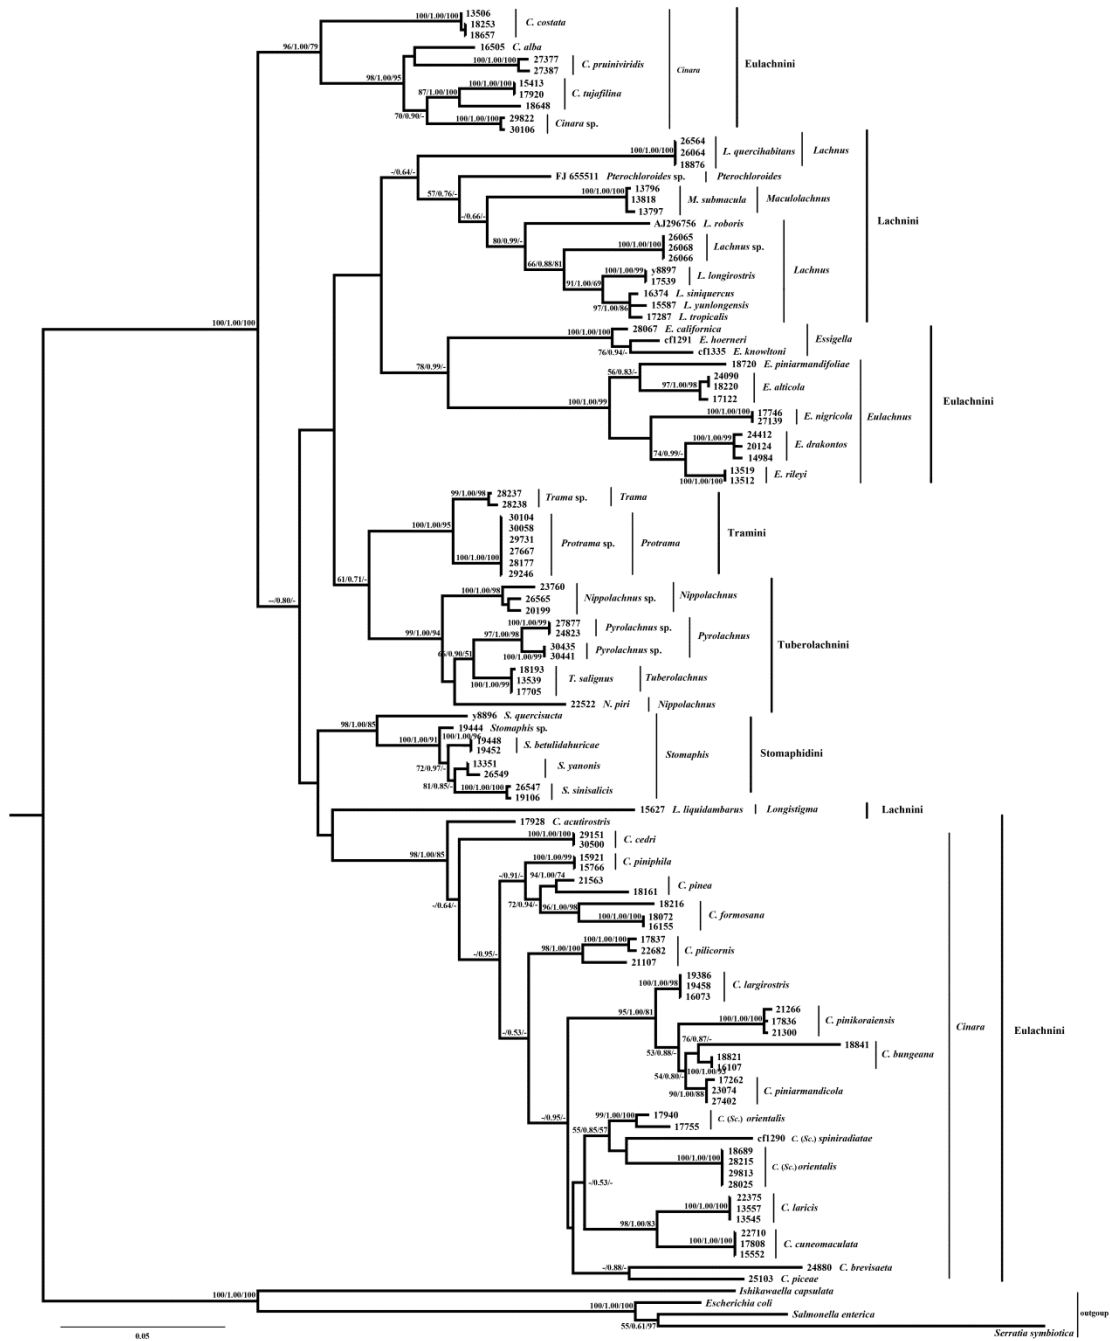 100/1.00/100
13506
18253
18657
C. costata
96/1.00/79
16505 C. alba
100/1.00/100
27377
27387
C. pruiniviridis
98/1.00/95
87/1.00/100
100/1.00/100
15413
17920
18648
C. tujafilina
70/0.90/-
100/1.00/100
29822
30106
Cinara sp.
Cinara
Eulachnini
100/1.00/100
26564
26064
18876
L. quercihabitans
Lachnus
-/0.64/-
FJ 655511 Pterochloroides sp.
Pterochloroides
57/0.76/-
100/1.00/100
13796
13818
13797
M. submacula
Maculolachnus
-/0.66/-
AJ296756 L. roboris
80/0.99/-
100/1.00/100
26065
26068
26066
Lachnus sp.
66/0.88/81
100/1.00/99
y8897
17539
L. longirostris
91/1.00/69
16374 L. siniquercus
15587 L. yunlongensis
17287 L. tropicalis
97/1.00/86
Lachnus
Lachnini
100/1.00/100
100/1.00/100
28067 E. californica
cf1291 E. hoerneri
cf1335 E. knowltoni
76/0.94/-
Essigella
78/0.99/-
56/0.83/-
18720 E. piniarmandifoliae
97/1.00/98
24090
18220
17122
E. alticola
100/1.00/99
100/1.00/100
17746
27139
E. nigricola
100/1.00/99
24412
20124
14984
E. drakontos
74/0.99/-
13519
13512
100/1.00/100
E. rileyi
Eulachnus
Eulachnini
99/1.00/98
28237
28238
Trama sp.
Trama
100/1.00/95
30104
30058
29731
27667
28177
29246
100/1.00/100
Protrama sp.
Protrama
Tramini
61/0.71/-
100/1.00/98
23760
26565
20199
Nippolachnus sp.
Nippolachnus
--/0.80/-
99/1.00/94
100/1.00/99
27877
24823
Pyrolachnus sp.
97/1.00/98
30435
30441
100/1.00/99
Pyrolachnus sp.
Pyrolachnus
/0.90/51
18193
13539
17705
100/1.00/99
T. salignus
Tuberolachnus
22522 N. piri
Nippolachnus
Tuberolachnini
y8896 S. quercisucta
98/1.00/85
19444 Stomaphis sp.
100/1.00/91
19448
19452
S. betulidahuricae
72/0.97/-
13351
26549
S. yanonis
81/0.85/-
100/1.00/100
26547
19106
S. sinisalicis
Stomaphis
Stomaphidini
15627 L. liquidambarus
Longistigma
Lachnini
17928 C. acutirostris
98/1.00/85
100/1.00/100
29151
30500
C. cedri
-/0.64/-
-/0.91/-
100/1.00/99
15921
15766
C. piniphila
94/1.00/74
21563
18161
C. pinea
72/0.94/-
96/1.00/98
18216
18072
16155
100/1.00/100
C. formosana
-/0.95/-
98/1.00/100
100/1.00/100
17837
22682
21107
C. pilicornis
-/0.53/-
100/1.00/98
19386
19458
16073
C. largirostris
95/1.00/81
100/1.00/100
21266
17836
21300
C. pinikoraiensis
53/0.88/-
76/0.87/-
18841
18821
16107
C. bungeana
54/0.80/-
17262
23074
27402
90/1.00/88
C. piniarmandicola
-/0.95/-
99/1.00/100
17940
17755
C. (Sc.) orientalis
55/0.85/57
cf1290 C. (Sc.) spiniradiatae
100/1.00/100
18689
28215
29813
28025
C. (Sc.) orientalis
-/0.53/-
100/1.00/100
22375
13557
13545
C. laricis
98/1.00/83
100/1.00/100
22710
17808
15552
C. cuneomaculata
-/0.88/-
24880 C. brevisaeta
25103 C. piceae
Cinara
Eulachnini
Ishikawaella capsulata
100/1.00/100
100/1.00/100
Escherichia coli
Salmonella enterica
55/0.61/97
Serratia symbiotica
outgoup
0.05